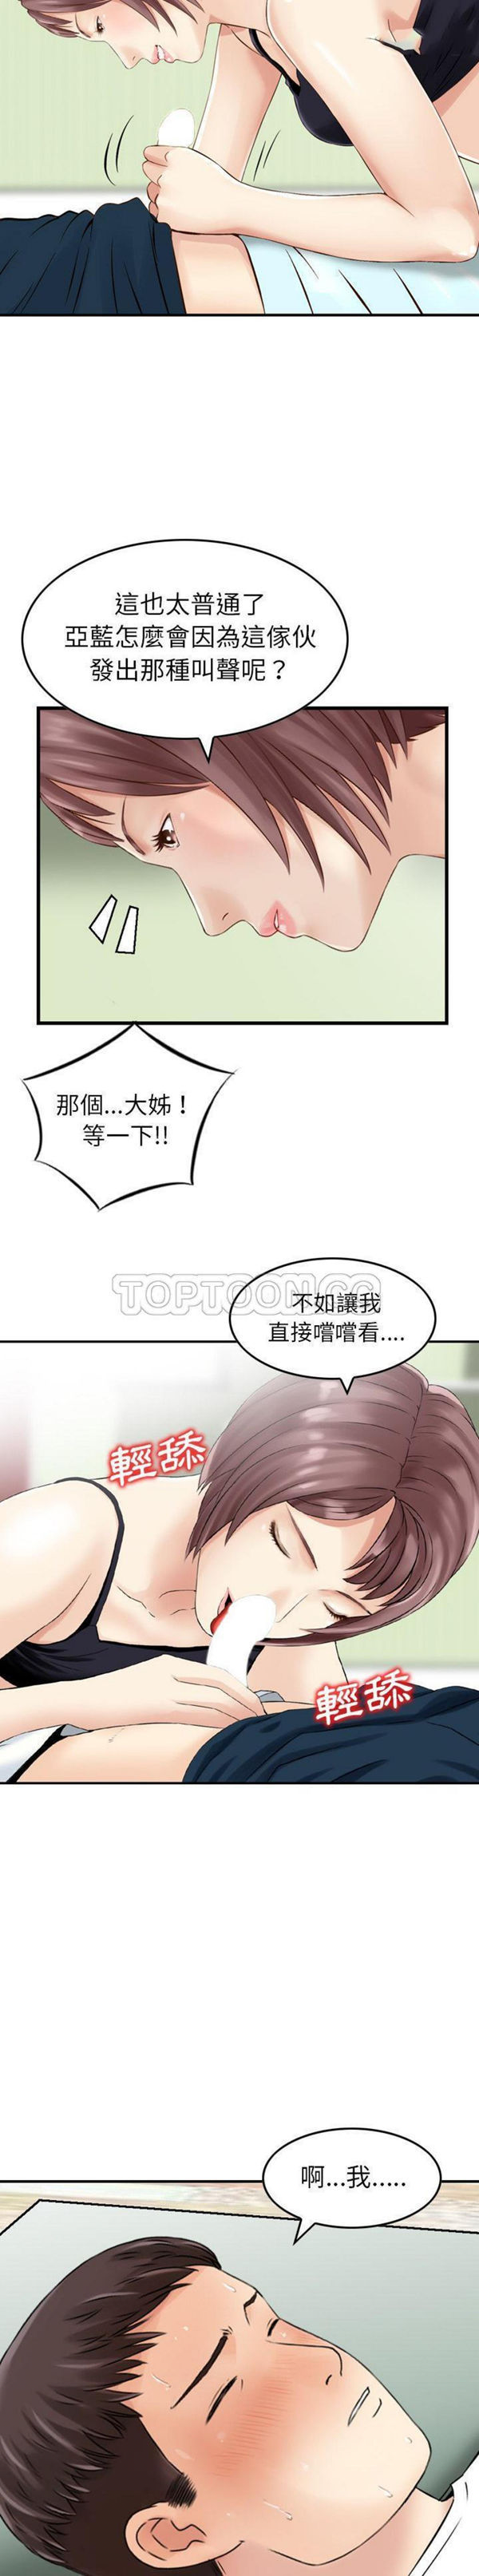 這也太普通了
亞藍怎麼會因為這傢伙
發出那種叫聲呢？
那個...大姊！
等一下!!
TOPTOON.CC
不如讓我
直接嚐嚐看....
輕舔
輕舔
啊...我.....